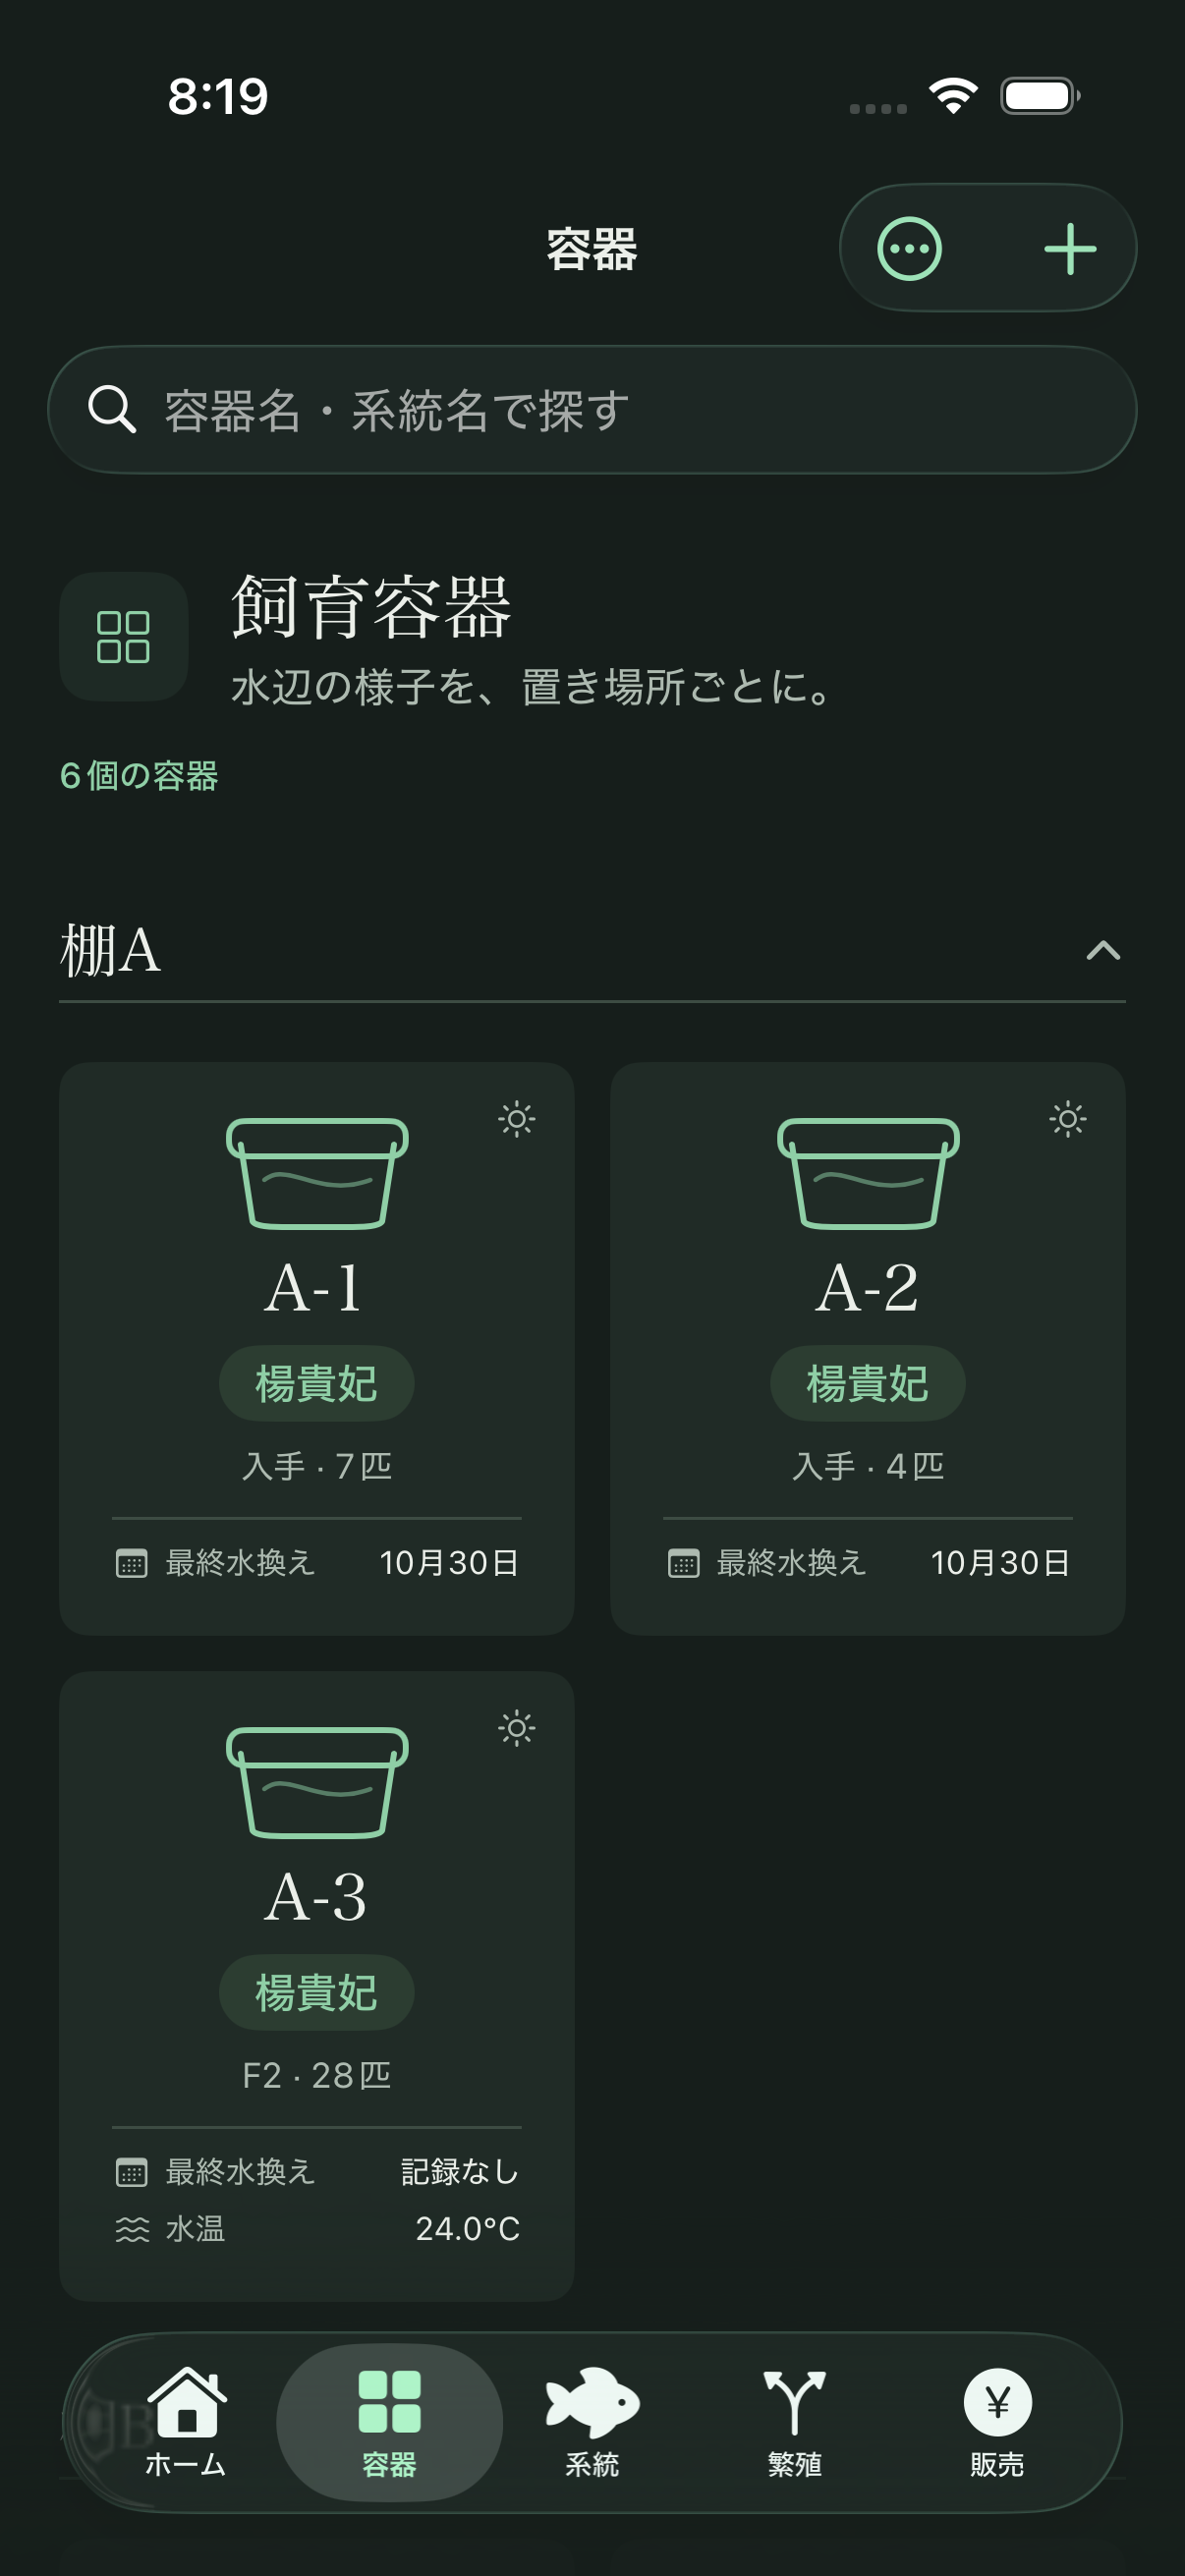 8:19
容器
容器名・系統名で探す
飼育容器
水辺の様子を、置き場所ごとに。
6個の容器
棚A
A-1
楊貴妃
入手 · 7匹
最終水換え 10月30日
A-2
楊貴妃
入手 · 4匹
最終水換え 10月30日
A-3
楊貴妃
F2 · 28匹
最終水換え 記録なし
水温 24.0°C
ホーム 容器 系統 繁殖 販売